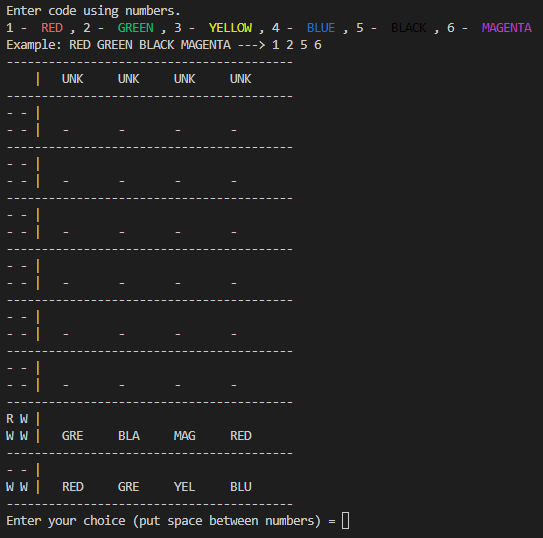 Enter code using numbers.
1 -  RED , 2 -  GREEN , 3 -  YELLOW , 4 -  BLUE , 5 -  BLACK , 6 -  MAGENTA
Example: RED GREEN BLACK MAGENTA ---> 1 2 5 6
-----------------------------------------
    |   UNK     UNK     UNK     UNK
-----------------------------------------
- - |
- - |   -       -       -       -
-----------------------------------------
- - |
- - |   -       -       -       -
-----------------------------------------
- - |
- - |   -       -       -       -
-----------------------------------------
- - |
- - |   -       -       -       -
-----------------------------------------
- - |
- - |   -       -       -       -
-----------------------------------------
- - |
- - |   -       -       -       -
-----------------------------------------
R W |
W W |   GRE     BLA     MAG     RED
-----------------------------------------
- - |
W W |   RED     GRE     YEL     BLU
-----------------------------------------
Enter your choice (put space between numbers) =